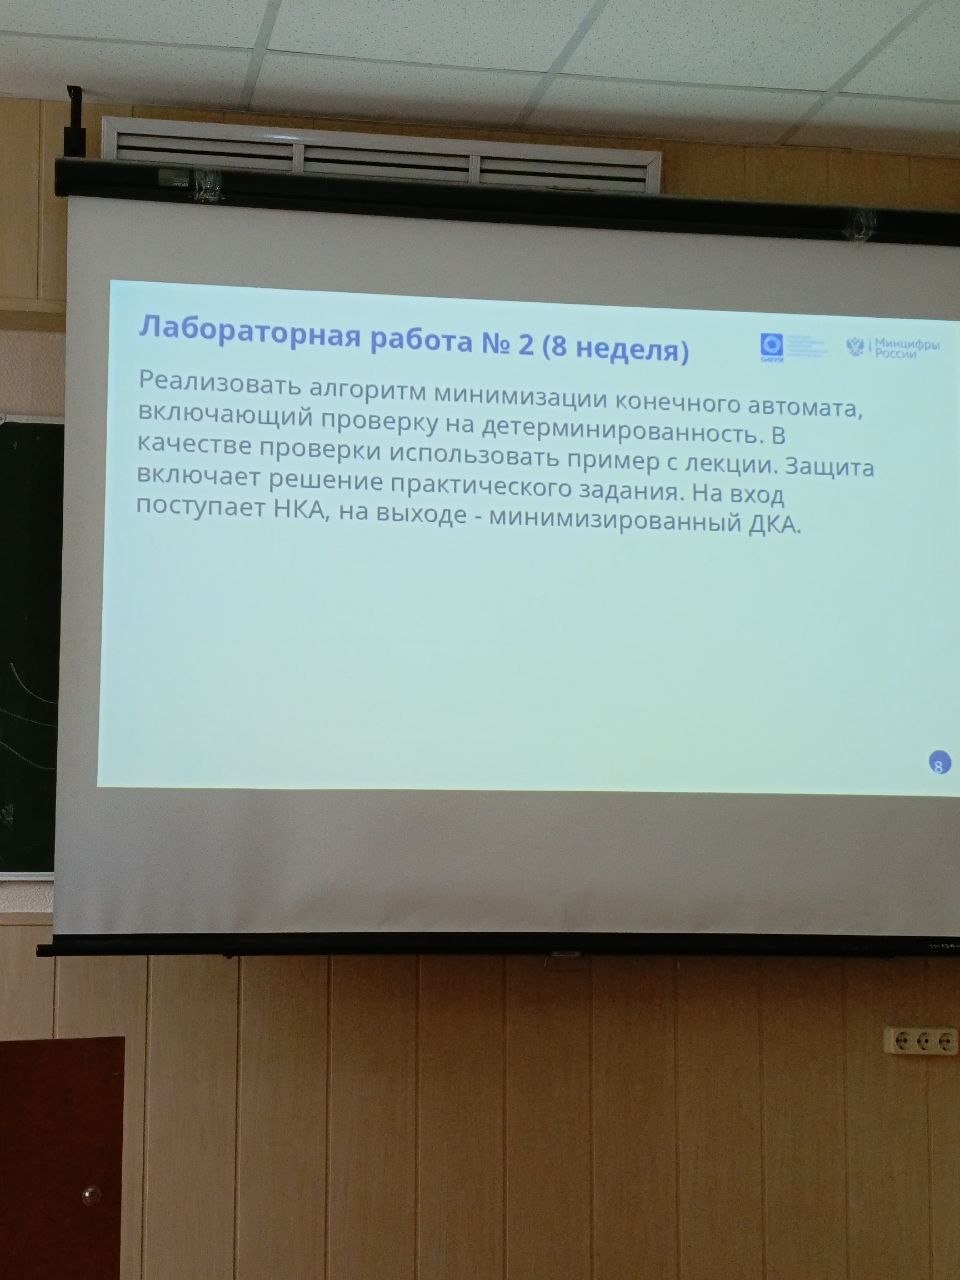 Лабораторная работа № 2 (8 неделя)
СибГУТИ
Минцифры
России
Реализовать алгоритм минимизации конечного автомата,
включающий проверку на детерминированность. В
качестве проверки использовать пример с лекции. Защита
включает решение практического задания. На вход
поступает НКА, на выходе - минимизированный ДКА.
8